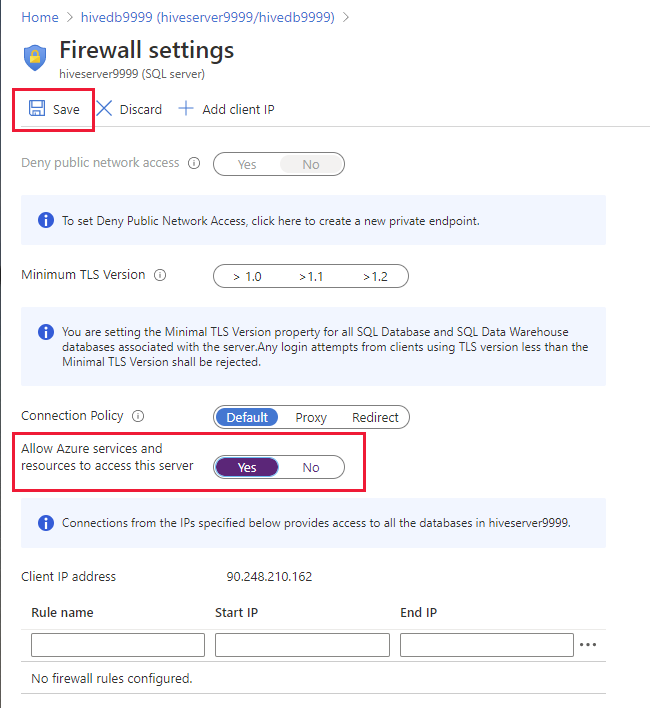 Home > hivedb9999 (hiveserver9999/hivedb9999) >
Firewall settings
hiveserver9999 (SQL server)
Save Discard Add client IP
Deny public network access Yes No
To set Deny Public Network Access, click here to create a new private endpoint.
Minimum TLS Version > 1.0 >1.1 >1.2
You are setting the Minimal TLS Version property for all SQL Database and SQL Data Warehouse
databases associated with the server.Any login attempts from clients using TLS version less than the
Minimal TLS Version shall be rejected.
Connection Policy Default Proxy Redirect
Allow Azure services and
resources to access this server Yes No
Connections from the IPs specified below provides access to all the databases in hiveserver9999.
Client IP address 90.248.210.162
Rule name Start IP End IP
No firewall rules configured.